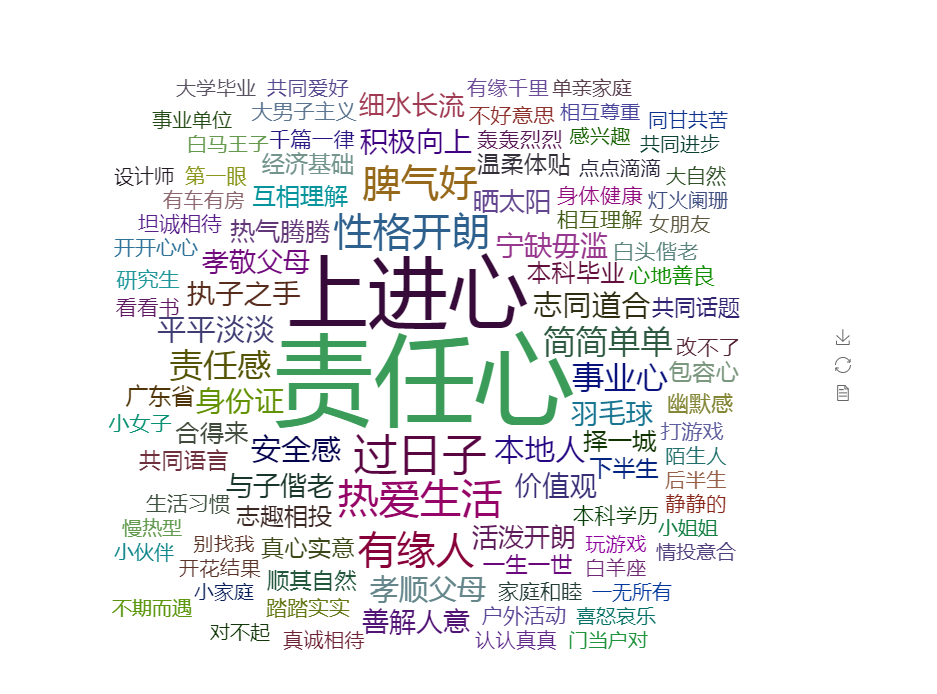 大学毕业 共同爱好 有缘千里 单亲家庭
事业单位 大男子主义 细水长流 不好意思 相互尊重 同甘共苦
白马王子 千篇一律 积极向上 轰轰烈烈 感兴趣 共同进步
设计师 第一眼 经济基础 脾气好 温柔体贴 点点滴滴 大自然
有车有房 互相理解 晒太阳 身体健康 灯火阑珊
坦诚相待 热气腾腾 性格开朗 宁缺毋滥 相互理解 女朋友
开开心心 孝敬父母 白头偕老
研究生 本科毕业 心地善良
看看书 执子之手 上进心 志同道合 共同话题
平平淡淡 简简单单 改不了
责任感 责任心 事业心 包容心
广东省 身份证 羽毛球 幽默感
小女子 合得来 安全感 过日子 本地人 择一城 打游戏
共同语言 下半生 陌生人
与子偕老 热爱生活 价值观 后半生
生活习惯 志趣相投 本科学历 静静的
慢热型 小姐姐
小伙伴 别找我 真心实意 有缘人 活泼开朗 玩游戏 情投意合
开花结果 顺其自然 一生一世 白羊座
小家庭 孝顺父母 家庭和睦 一无所有
不期而遇 踏踏实实 善解人意 户外活动 喜怒哀乐
对不起 真诚相待 认认真真 门当户对